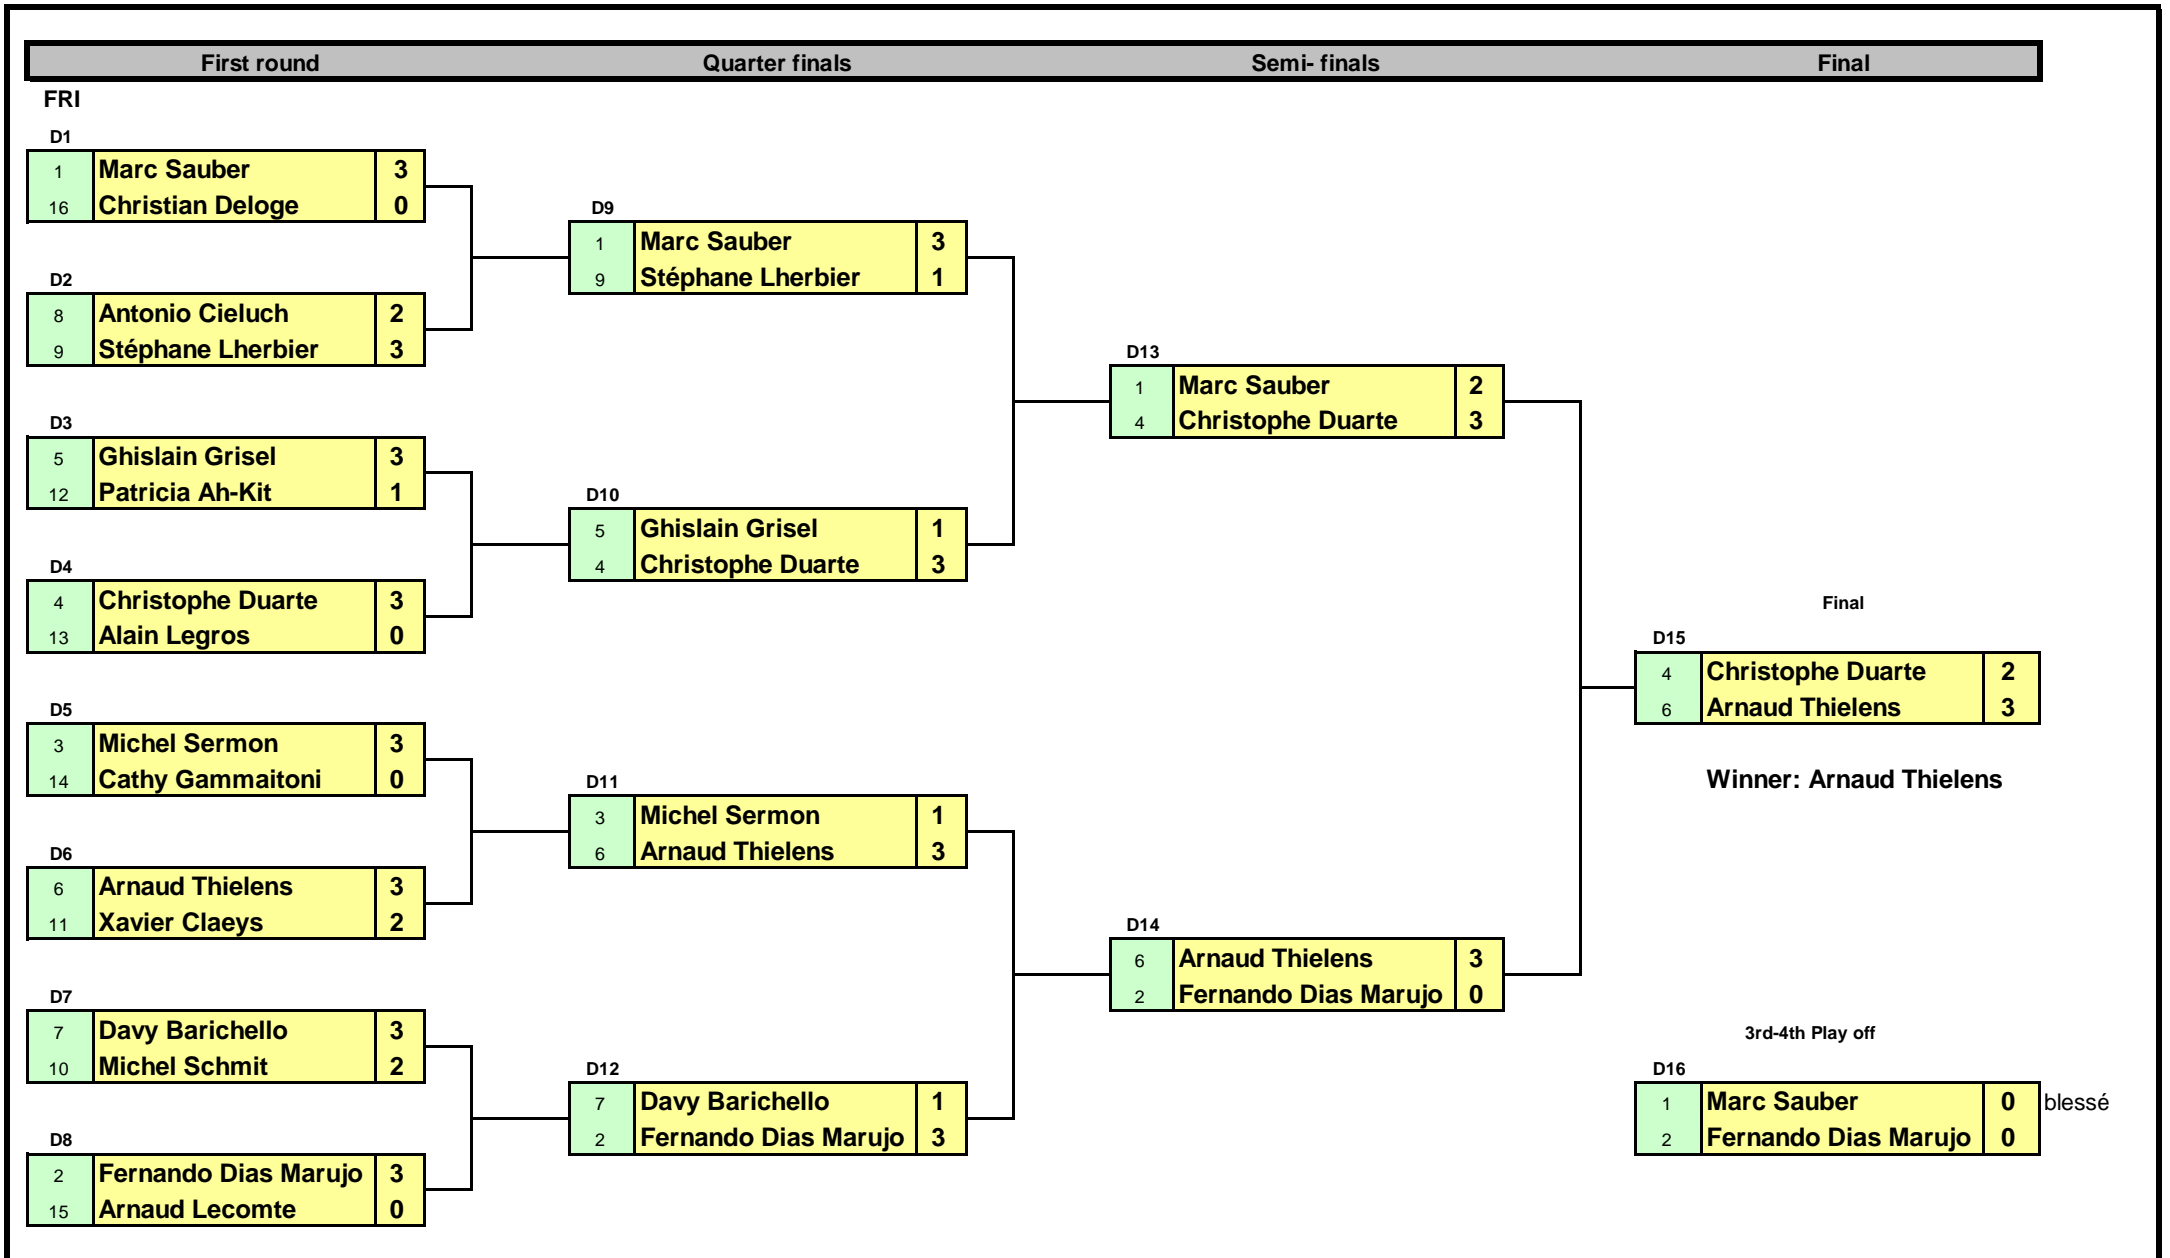 First round Quarter finals Semi- finals Final
FRI
D1
1 Marc Sauber 3
16 Christian Deloge 0
D2
8 Antonio Cieluch 2
9 Stéphane Lherbier 3
D3
5 Ghislain Grisel 3
12 Patricia Ah-Kit 1
D4
4 Christophe Duarte 3
13 Alain Legros 0
D5
3 Michel Sermon 3
14 Cathy Gammaitoni 0
D6
6 Arnaud Thielens 3
11 Xavier Claeys 2
D7
7 Davy Barichello 3
10 Michel Schmit 2
D8
2 Fernando Dias Marujo 3
15 Arnaud Lecomte 0
D9
1 Marc Sauber 3
9 Stéphane Lherbier 1
D10
5 Ghislain Grisel 1
4 Christophe Duarte 3
D11
3 Michel Sermon 1
6 Arnaud Thielens 3
D12
7 Davy Barichello 1
2 Fernando Dias Marujo 3
D13
1 Marc Sauber 2
4 Christophe Duarte 3
D14
6 Arnaud Thielens 3
2 Fernando Dias Marujo 0
Final
D15
4 Christophe Duarte 2
6 Arnaud Thielens 3
Winner: Arnaud Thielens
3rd-4th Play off
D16
1 Marc Sauber 0 blessé
2 Fernando Dias Marujo 0